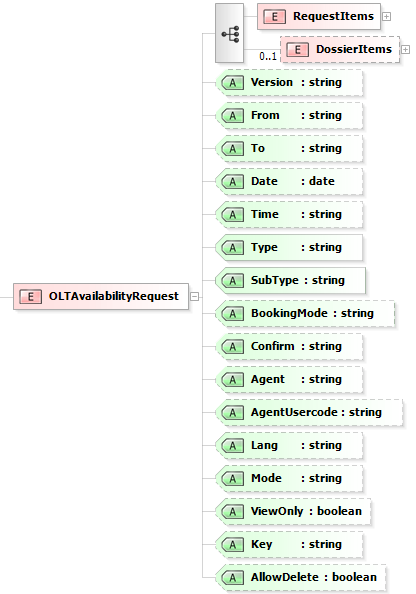 E RequestItems
E DossierItems
0..1
A Version : string
A From : string
A To : string
A Date : date
A Time : string
A Type : string
A SubType : string
E OLTAvailabilityRequest
A BookingMode : string
A Confirm : string
A Agent : string
A AgentUsercode : string
A Lang : string
A Mode : string
A ViewOnly : boolean
A Key : string
A AllowDelete : boolean